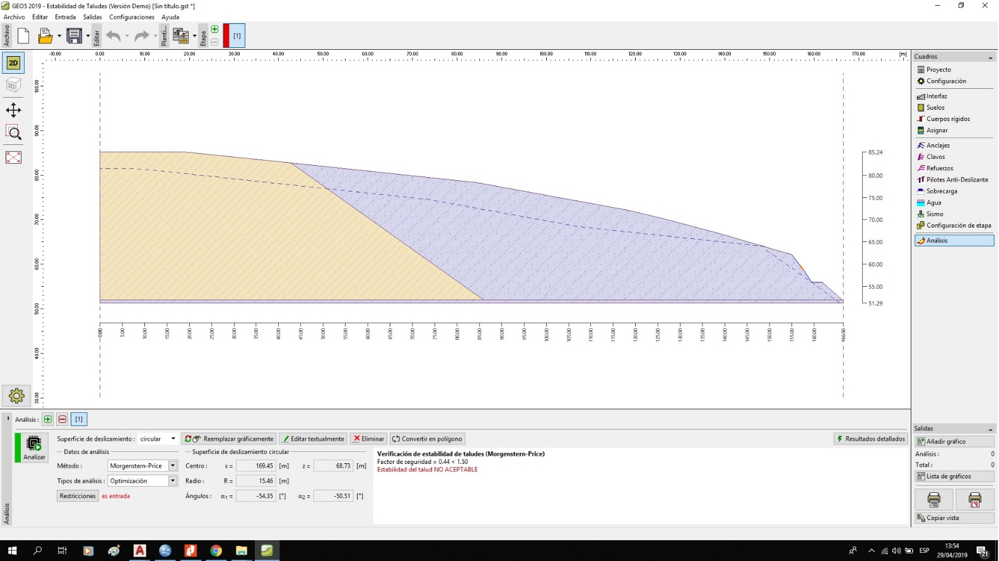 GEO5 2019 - Estabilidad de Taludes (Versión Demo) [Sin título.gst *]
Archivo Editar Entrada Salidas Configuraciones Ayuda
Archivo
Editar
Planti...
Etapa
[1]
2D
3D
-10.00 0.00 10.00 20.00 30.00 40.00 50.00 60.00 70.00 80.00 90.00 100.00 110.00 120.00 130.00 140.00 150.00 160.00 170.00 [m]
100.00
90.00
80.00
70.00
60.00
50.00
40.00
30.00
85.24
80.00
75.00
70.00
65.00
60.00
55.00
51.29
5.00 10.00 15.00 20.00 25.00 30.00 35.00 40.00 45.00 50.00 55.00 60.00 65.00 70.00 75.00 80.00 85.00 90.00 95.00 100.00 105.00 110.00 115.00 120.00 125.00 130.00 135.00 140.00 145.00 150.00 155.00 160.00
Cuadros
Proyecto
Configuración
Interfaz
Suelos
Cuerpos rígidos
Asignar
Anclajes
Clavos
Refuerzos
Pilotes Anti-Deslizante
Sobrecarga
Agua
Sismo
Configuración de etapa
Análisis
Análisis : [1]
Análisis
Analizar
Superficie de deslizamiento : circular
Reemplazar gráficamente
Editar textualmente
Eliminar
Convertir en polígono
Resultados detallados
Datos de análisis
Método : Morgenstern-Price
Tipos de análisis : Optimización
Restricciones es entrada
Superficie de deslizamiento circular
Centro : x = 169.45 [m] z = 68.73 [m]
Radio : R = 15.46 [m]
Ángulos : α1 = -54.35 [°] α2 = -50.51 [°]
Verificación de estabilidad de taludes (Morgenstern-Price)
Factor de seguridad = 0.44 < 1.50
Estabilidad del talud NO ACEPTABLE
Salidas
Añadir gráfico
Análisis : 0
Total : 0
Lista de gráficos
Copiar vista
ESP
13:54
29/04/2019
21